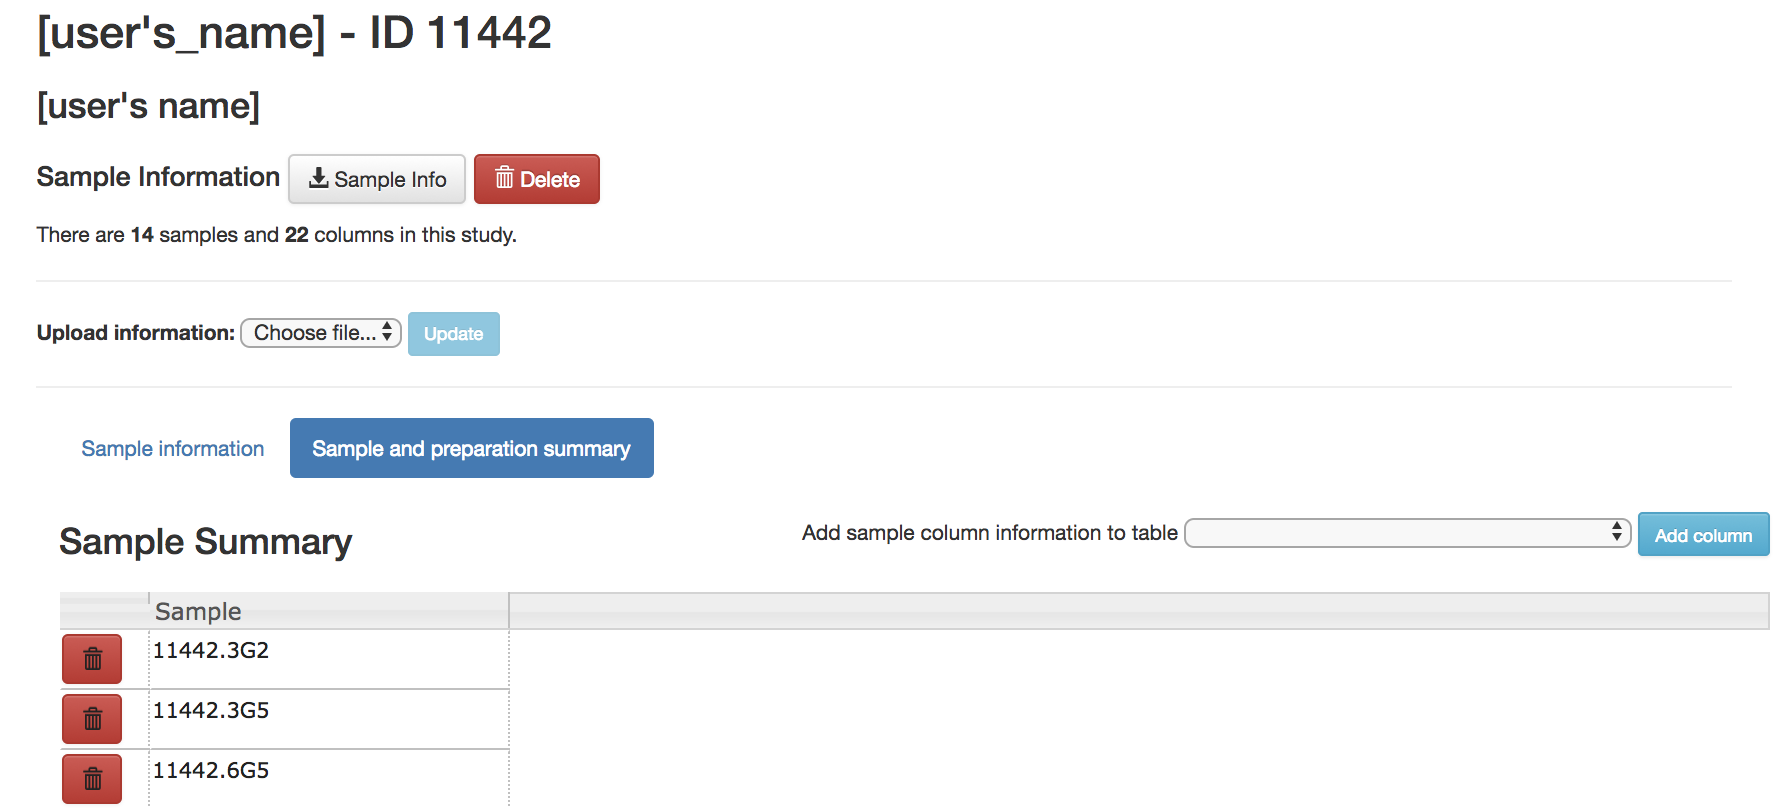 [user's_name] - ID 11442
[user's name]
Sample Information Sample Info Delete
There are 14 samples and 22 columns in this study.
Upload information: Choose file... Update
Sample information Sample and preparation summary
Sample Summary Add sample column information to table Add column
Sample
11442.3G2
11442.3G5
11442.6G5